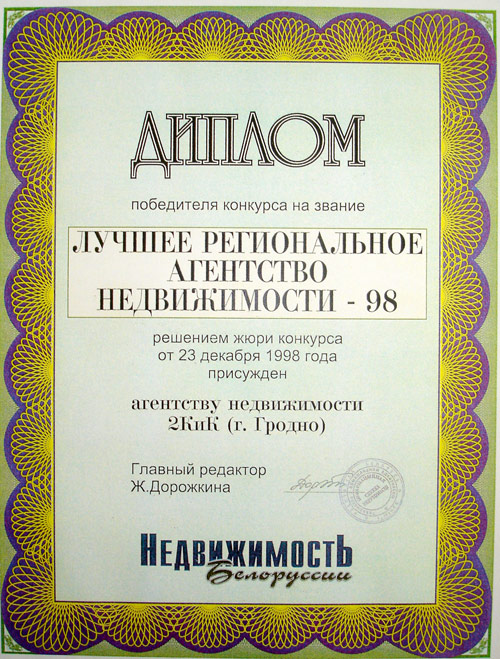 ДИПЛОМ
победителя конкурса на звание
ЛУЧШЕЕ РЕГИОНАЛЬНОЕ
АГЕНТСТВО
НЕДВИЖИМОСТИ - 98
решением жюри конкурса
от 23 декабря 1998 года
присужден
агентству недвижимости
2КиК (г. Гродно)
Главный редактор
Ж.Дорожкина
НЕДВИЖИМОСТЬ
Белоруссии